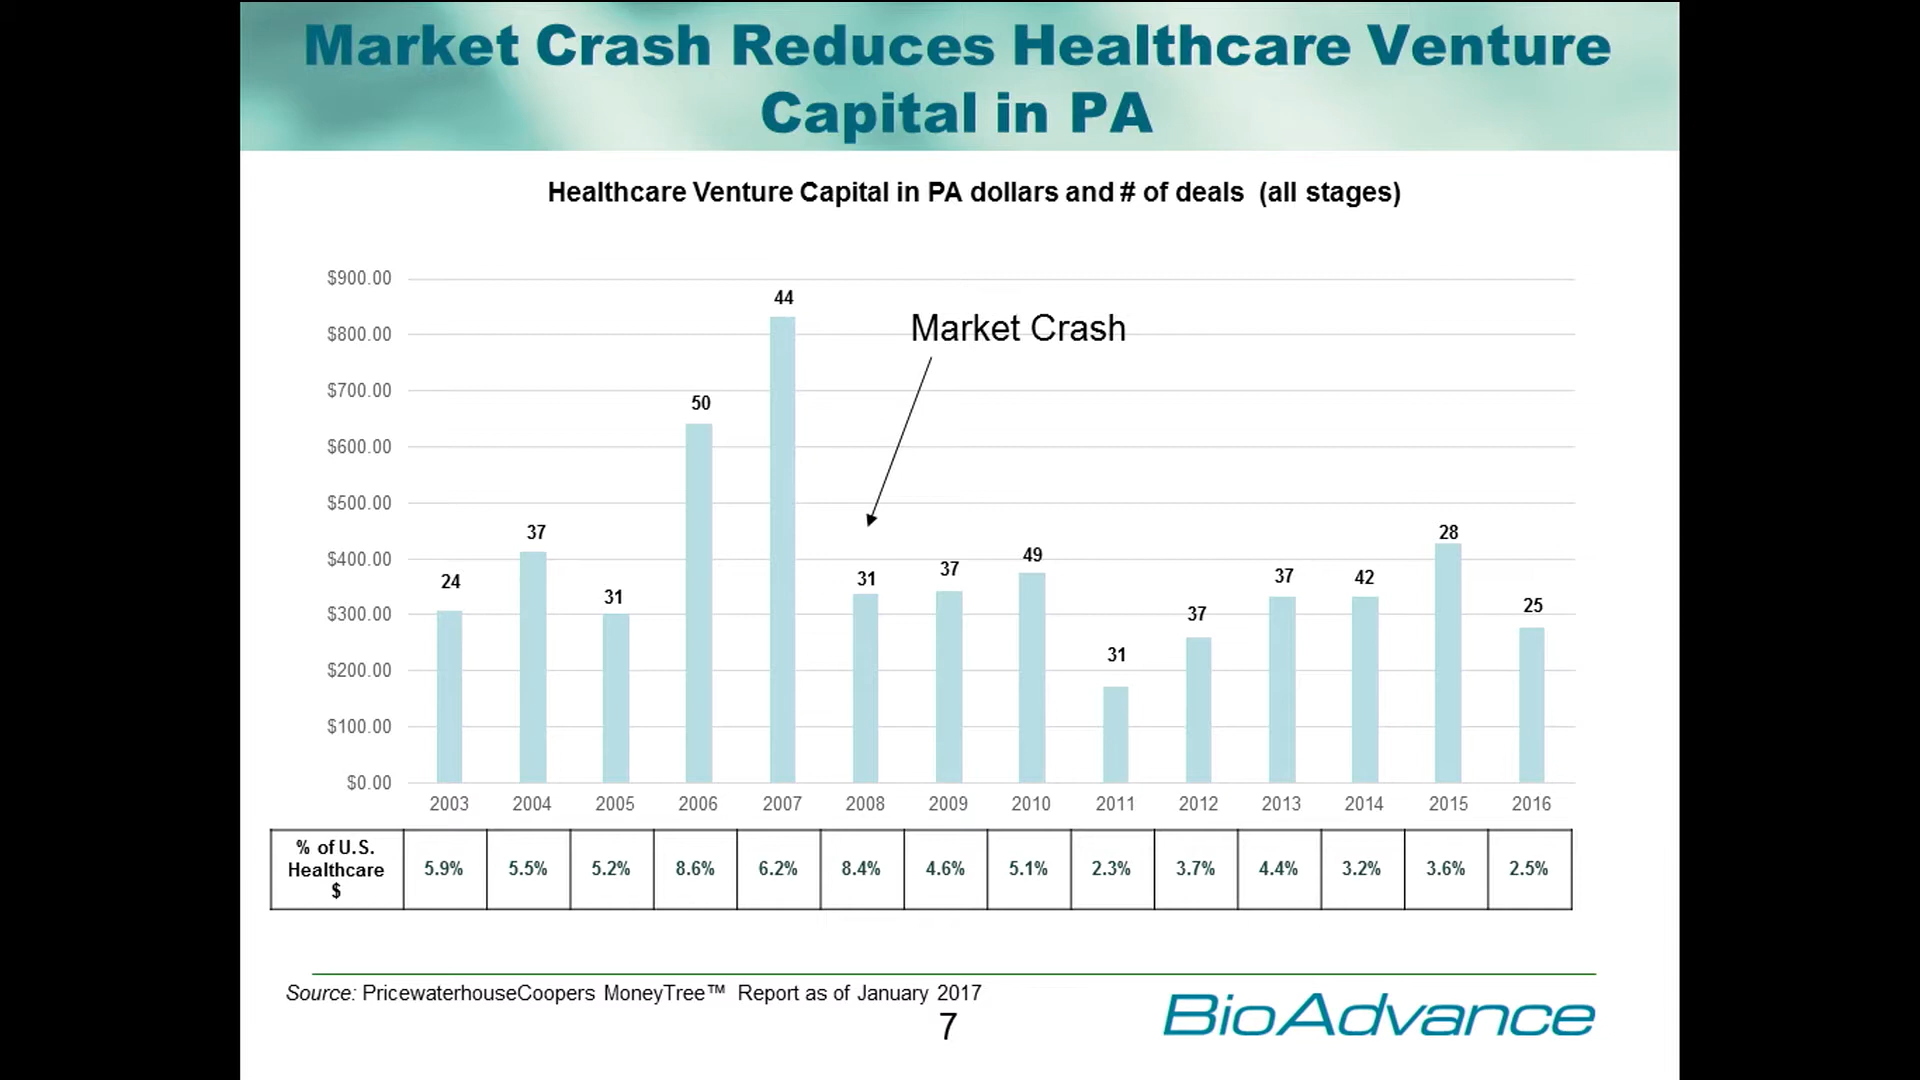 Market Crash Reduces Healthcare Venture
Capital in PA
Healthcare Venture Capital in PA dollars and # of deals (all stages)
$900.00
$800.00
$700.00
$600.00
$500.00
$400.00
$300.00
$200.00
$100.00
$0.00
Market Crash
24
37
31
50
44
31
37
49
31
37
37
42
28
25
2003 2004 2005 2006 2007 2008 2009 2010 2011 2012 2013 2014 2015 2016
% of U.S.
Healthcare
$
5.9% 5.5% 5.2% 8.6% 6.2% 8.4% 4.6% 5.1% 2.3% 3.7% 4.4% 3.2% 3.6% 2.5%
Source: PricewaterhouseCoopers MoneyTree™ Report as of January 2017
7
BioAdvance